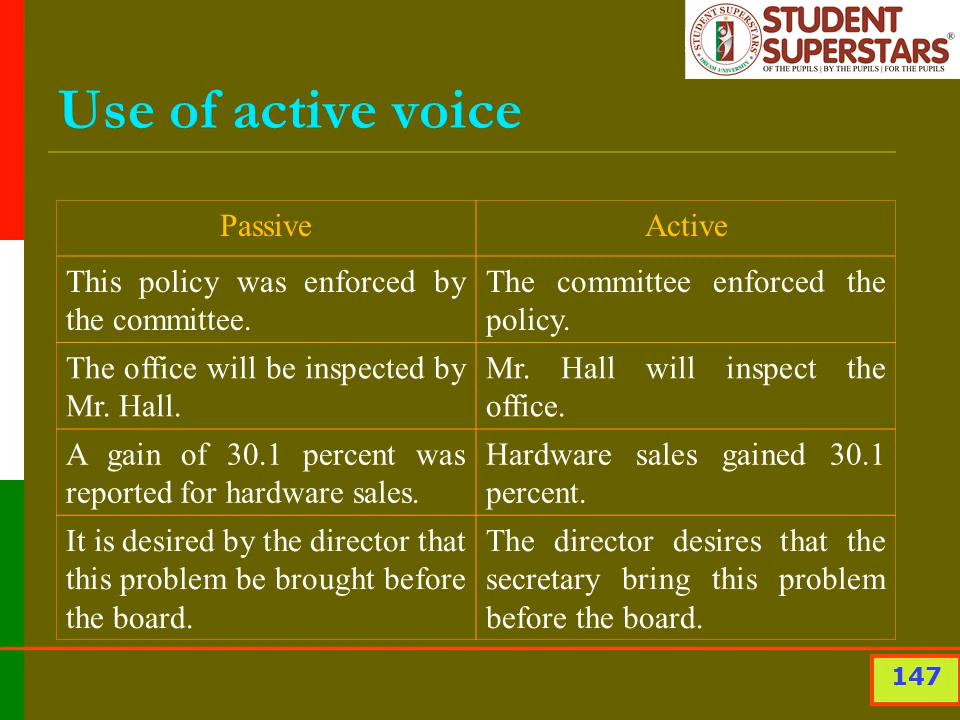 STUDENT SUPERSTARS
DREAM UNIVERSITY
STUDENT
SUPERSTARS®
OF THE PUPILS | BY THE PUPILS | FOR THE PUPILS
Use of active voice
Passive
Active
This policy was enforced by
the committee.
The committee enforced the
policy.
The office will be inspected by
Mr. Hall.
Mr. Hall will inspect the
office.
A gain of 30.1 percent was
reported for hardware sales.
Hardware sales gained 30.1
percent.
It is desired by the director that
this problem be brought before
the board.
The director desires that the
secretary bring this problem
before the board.
147